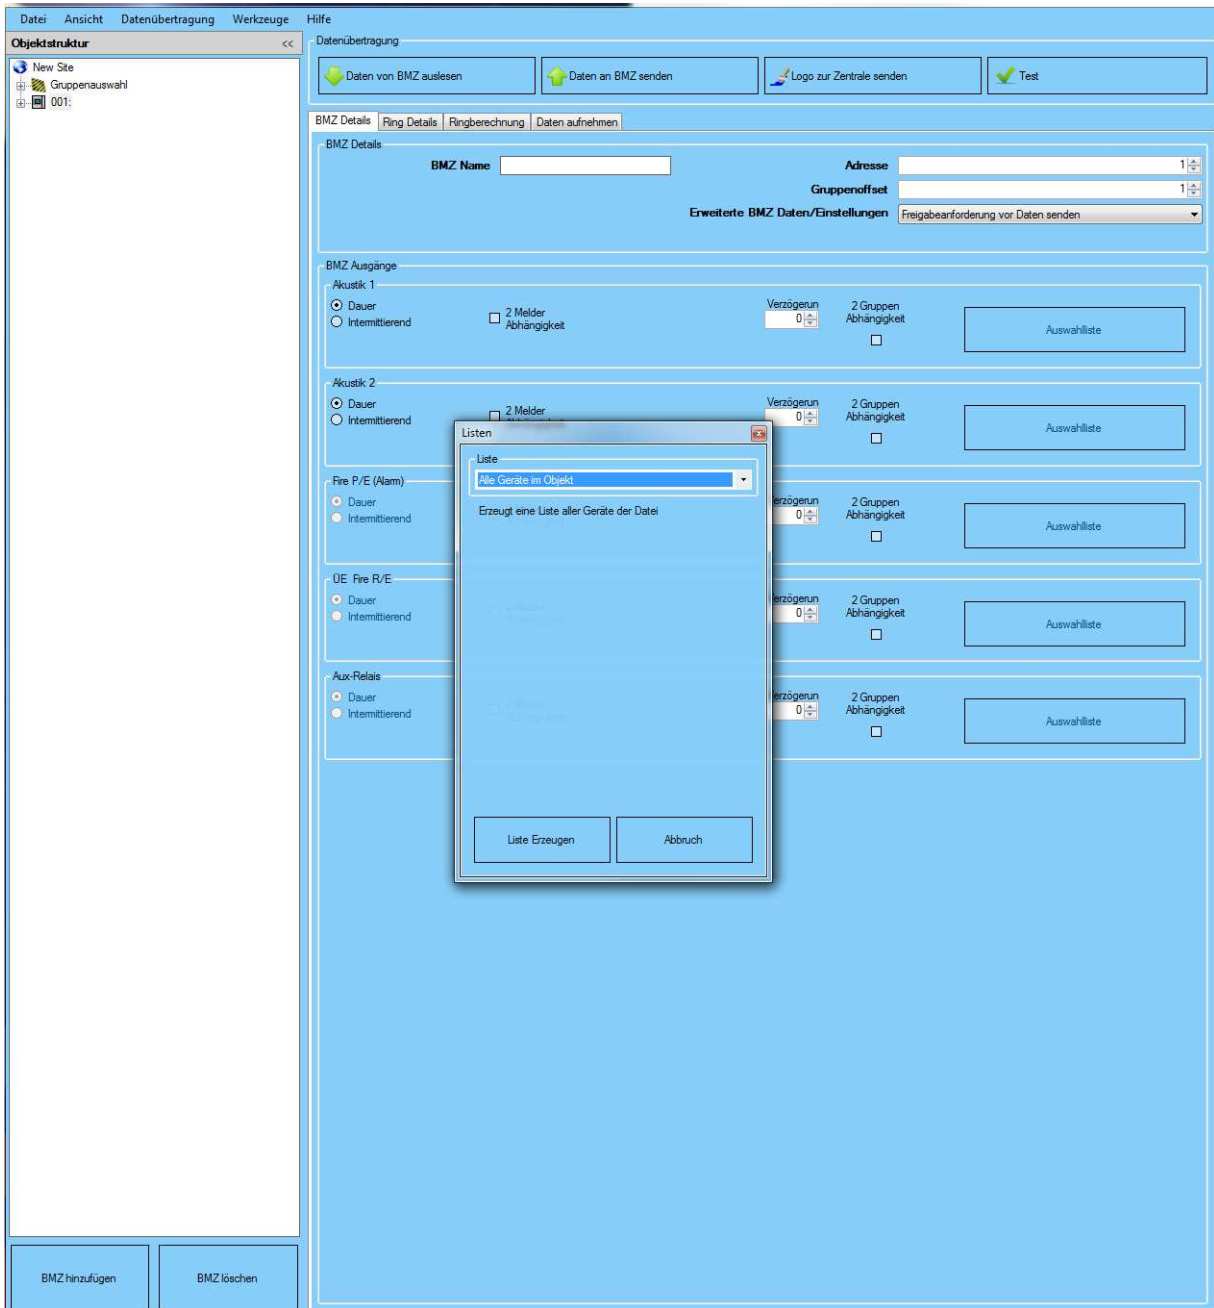 Datei Ansicht Datenübertragung Werkzeuge Hilfe
Objektstruktur <<
New Site
Gruppenauswahl
001:
BMZ hinzufügen
BMZ löschen
Datenübertragung
Daten von BMZ auslesen
Daten an BMZ senden
Logo zur Zentrale senden
Test
BMZ Details Ring Details Ringberechnung Daten aufnehmen
BMZ Details
BMZ Name
Adresse 1
Gruppenoffset 1
Erweiterte BMZ Daten/Einstellungen Freigabeanforderung vor Daten senden
BMZ Ausgänge
Akustik 1
Dauer
Intermittierend
2 Melder
Abhängigkeit
Verzögerun
0
2 Gruppen
Abhängigkeit
Auswahlliste
Akustik 2
Dauer
Intermittierend
2 Melder
Verzögerun
0
2 Gruppen
Abhängigkeit
Auswahlliste
Fire P/E (Alarm)
Dauer
Intermittierend
erzögerun
0
2 Gruppen
Abhängigkeit
Auswahlliste
ÜE Fire R/E
Dauer
Intermittierend
erzögerun
0
2 Gruppen
Abhängigkeit
Auswahlliste
Aux-Relais
Dauer
Intermittierend
erzögerun
0
2 Gruppen
Abhängigkeit
Auswahlliste
Listen
Liste
Alle Geräte im Objekt
Erzeugt eine Liste aller Geräte der Datei
Liste Erzeugen
Abbruch